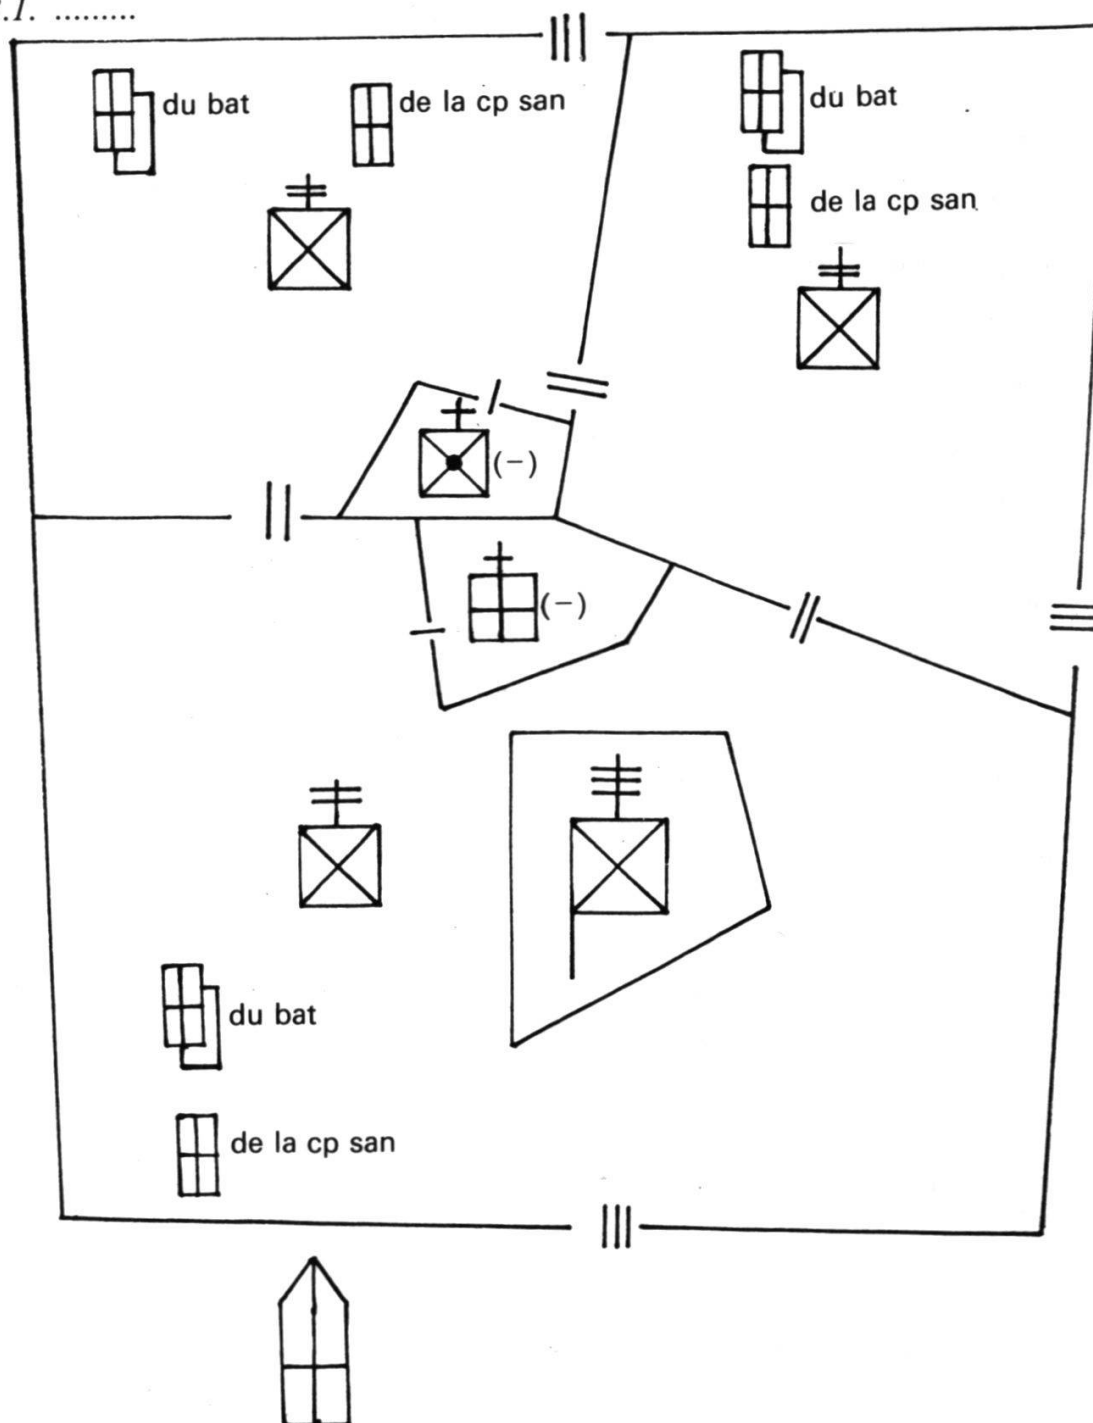 .I. .........
du bat
de la cp san
du bat
de la cp san
(−)
(−)
du bat
de la cp san